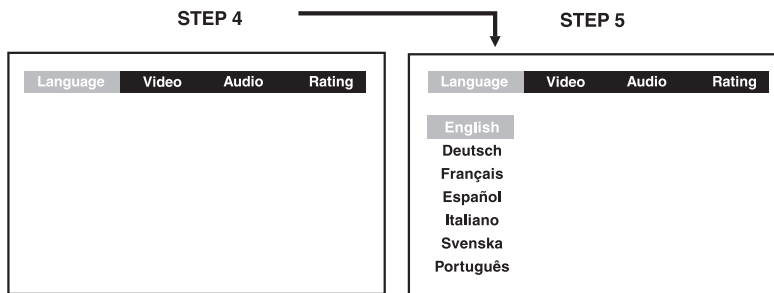 STEP 4
STEP 5
Language Video Audio Rating
Language Video Audio Rating
English
Deutsch
Français
Español
Italiano
Svenska
Português